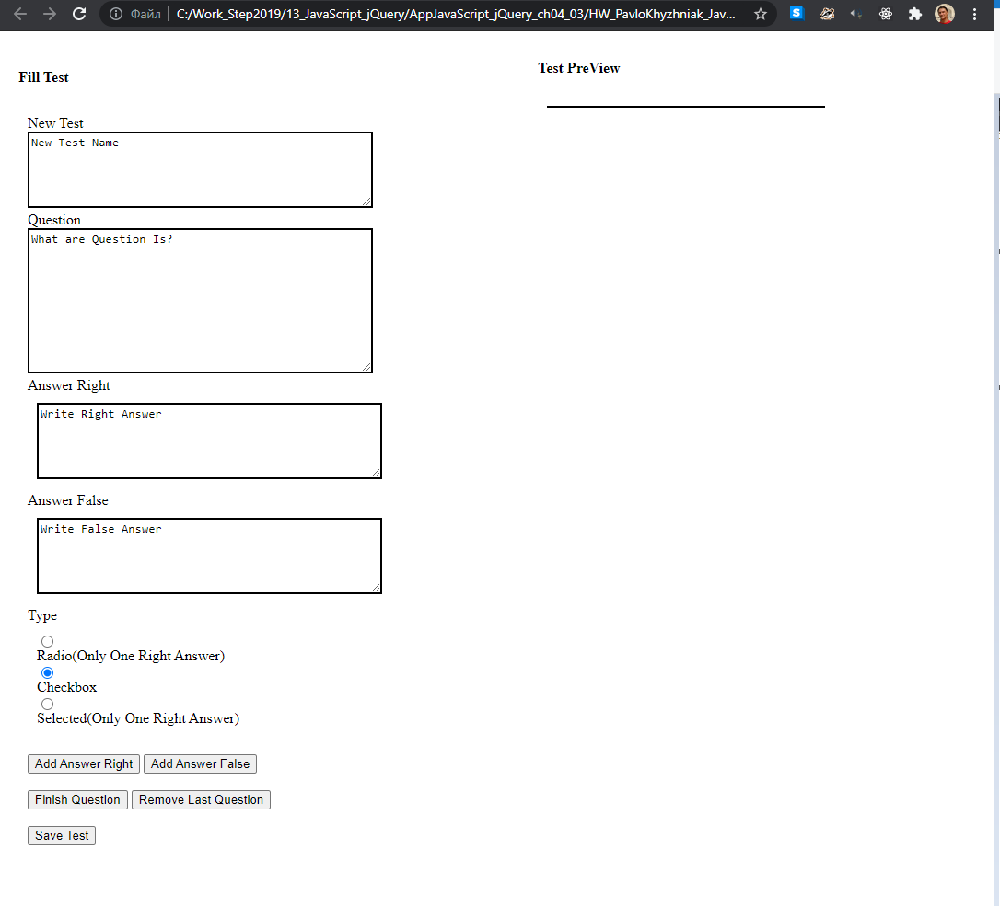 Файл
C:/Work_Step2019/13_JavaScript_jQuery/AppJavaScript_jQuery_ch04_03/HW_PavloKhyzhniak_Jav...
S
Fill Test
New Test
New Test Name
Question
What are Question Is?
Answer Right
Write Right Answer
Answer False
Write False Answer
Type
Radio(Only One Right Answer)
Checkbox
Selected(Only One Right Answer)
Add Answer Right Add Answer False
Finish Question Remove Last Question
Save Test
Test PreView